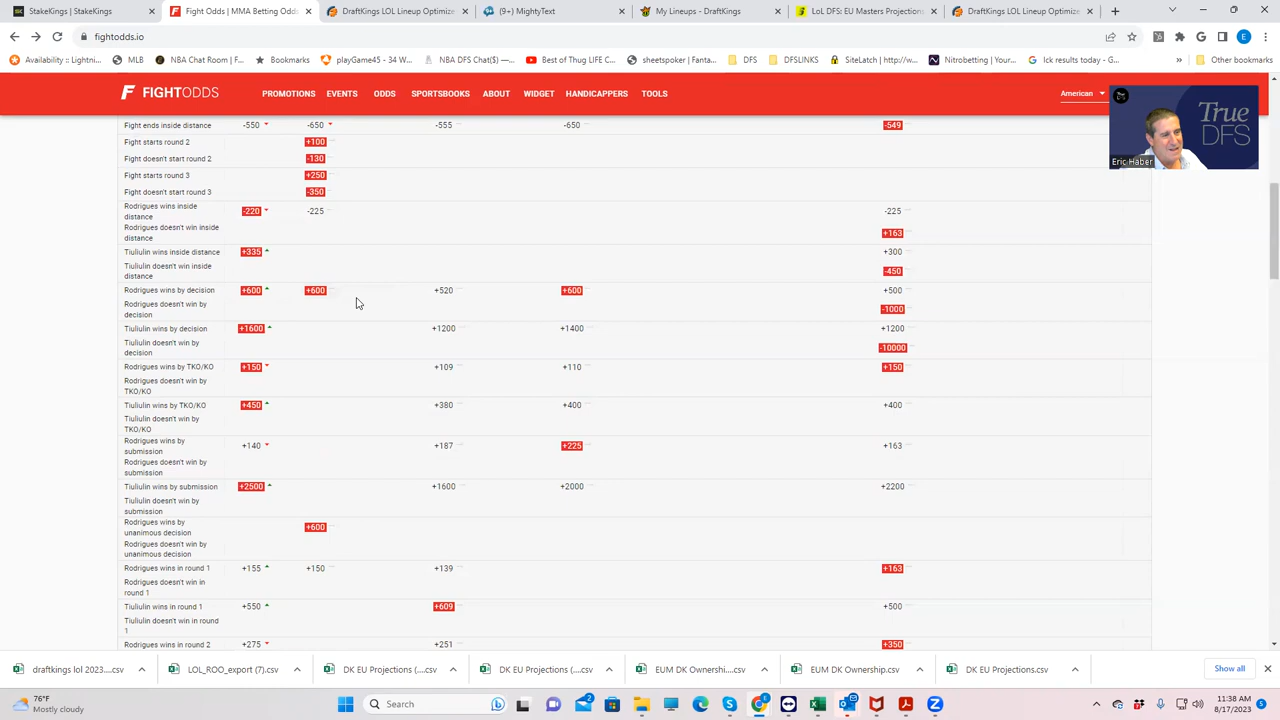 StakeKings | StakeKings
Fight Odds | MMA Betting Odds
DraftKings LOL Lineup Optimize
(9+) MightyText
My Lineups - DraftKings
LoL DFS: EU Masters Projections
DraftKings LOL Lineup Optimize
fightodds.io
E
Availability :: Lightni...
MLB
NBA Chat Room
Bookmarks
playGame45 - 34 W...
NBA DFS Chat($)---...
Best of Thug LIFE C...
sheetspoker | Fanta...
DFS
DFSLINKS
SiteLatch | http://w...
Nitrobetting | Your...
Ick results today - G...
Other bookmarks
FIGHTODDS
PROMOTIONS
EVENTS
ODDS
SPORTSBOOKS
ABOUT
WIDGET
HANDICAPPERS
TOOLS
American
True
DFS
Eric Haber
Fight ends inside distance -550 -650 -555 -650 -549
Fight starts round 2 +100
Fight doesn't start round 2 -130
Fight starts round 3 +250
Fight doesn't start round 3 -350
Rodrigues wins inside
distance -220 -225 -225
Rodrigues doesn't win inside
distance +163
Tiuliulin wins inside distance +335 +300
Tiuliulin doesn't win inside
distance -450
Rodrigues wins by decision +600 +600 +520 +600 +500
Rodrigues doesn't win by
decision -1000
Tiuliulin wins by decision +1600 +1200 +1400 +1200
Tiuliulin doesn't win by
decision -10000
Rodrigues wins by TKO/KO +150 +109 +110 +150
Rodrigues doesn't win by
TKO/KO
Tiuliulin wins by TKO/KO +450 +380 +400 +400
Tiuliulin doesn't win by
TKO/KO
Rodrigues wins by
submission +140 +187 +225 +163
Rodrigues doesn't win by
submission
Tiuliulin wins by submission +2500 +1600 +2000 +2200
Tiuliulin doesn't win by
submission
Rodrigues wins by
unanimous decision +600
Rodrigues doesn't win by
unanimous decision
Rodrigues wins in round 1 +155 +150 +139 +163
Rodrigues doesn't win in
round 1
Tiuliulin wins in round 1 +550 +609 +500
Tiuliulin doesn't win in round
1
Rodrigues wins in round 2 +275 +251 +350
draftkings lol 2023....csv
LOL_ROO_export (7).csv
DK EU Projections (....csv
DK EU Projections (....csv
EUM DK Ownershi....csv
EUM DK Ownership.csv
DK EU Projections.csv
Show all
76°F
Mostly cloudy
Search
11:38 AM
8/17/2023